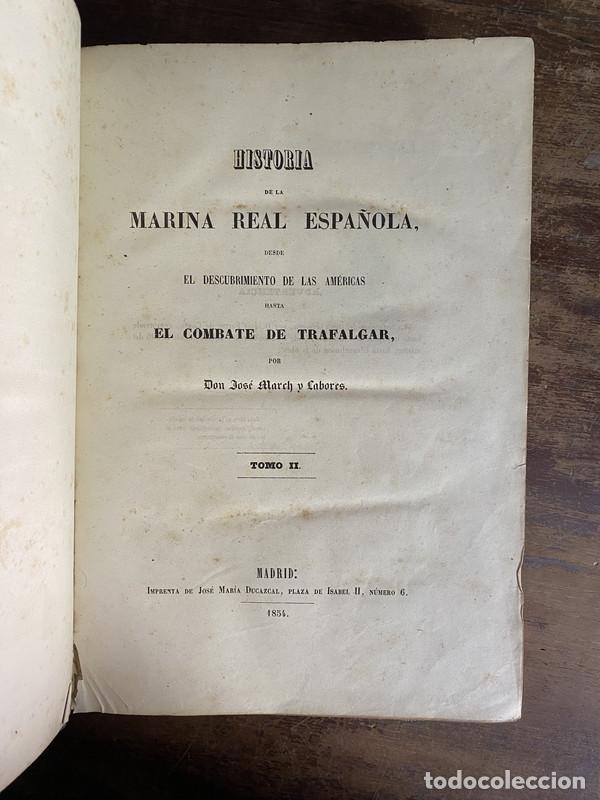 HISTORIA
DE LA
MARINA REAL ESPAÑOLA,
DESDE
EL DESCUBRIMIENTO DE LAS AMÉRICAS
HASTA
EL COMBATE DE TRAFALGAR,
POR
Don José March y Labores.
TOMO II.
MADRID:
IMPRENTA DE JOSÉ MARÍA DUCAZCAL, PLAZA DE ISABEL II, NÚMERO 6.
1854.
todocoleccion